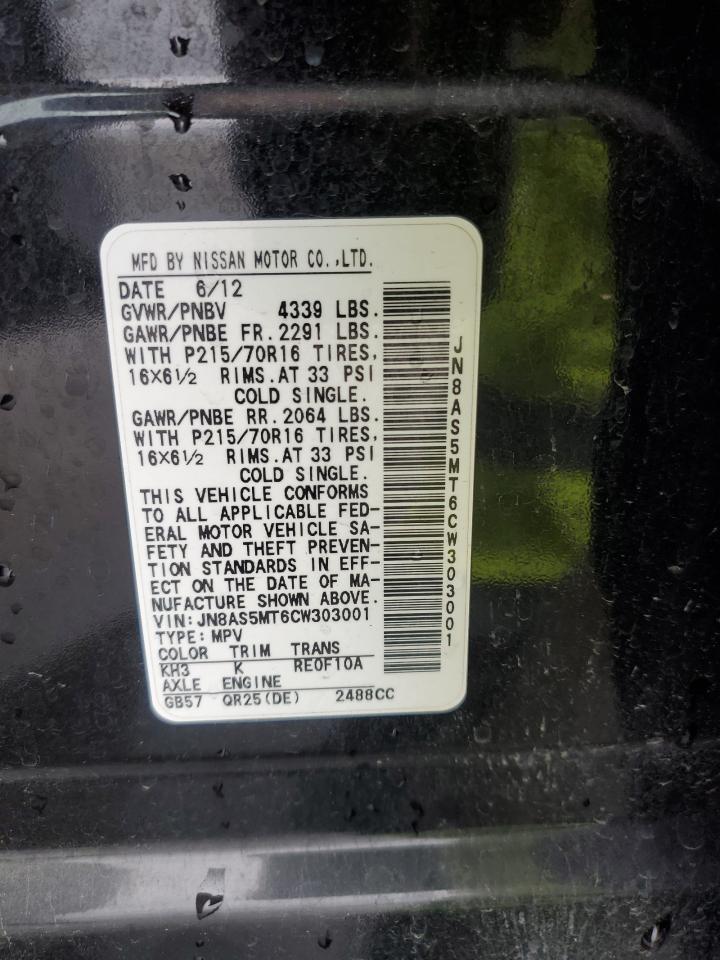 MFD BY NISSAN MOTOR CO.,LTD.
DATE 6/12
GVWR/PNBV 4339 LBS.
GAWR/PNBE FR.2291 LBS.
WITH P215/70R16 TIRES,
16X6½ RIMS.AT 33 PSI
COLD SINGLE.
GAWR/PNBE RR.2064 LBS.
WITH P215/70R16 TIRES,
16X6½ RIMS.AT 33 PSI
COLD SINGLE.
THIS VEHICLE CONFORMS
TO ALL APPLICABLE FED-
ERAL MOTOR VEHICLE SA-
FETY AND THEFT PREVEN-
TION STANDARDS IN EFF-
ECT ON THE DATE OF MA-
NUFACTURE SHOWN ABOVE.
VIN:JN8AS5MT6CW303001
TYPE:MPV
COLOR TRIM TRANS
KH3 K RE0F10A
AXLE ENGINE
GB57 QR25(DE) 2488CC
JN8AS5MT6CW303001